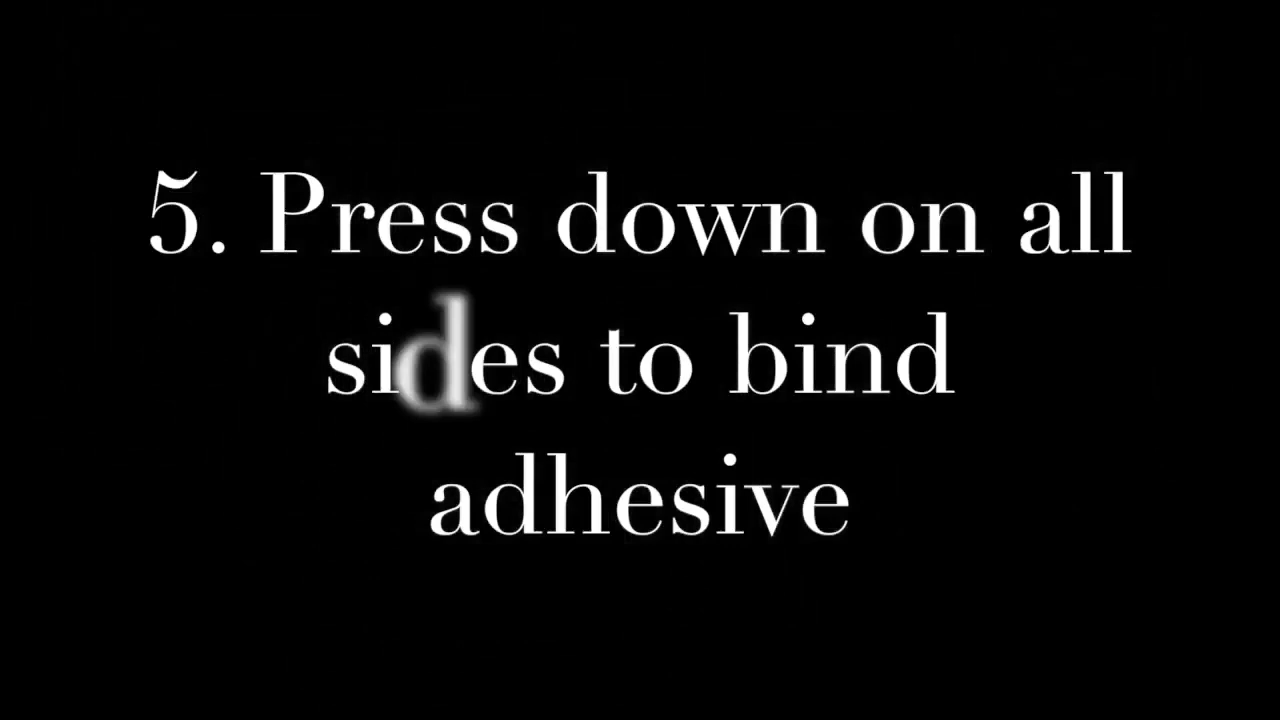 5. Press down on all
sides to bind
adhesive